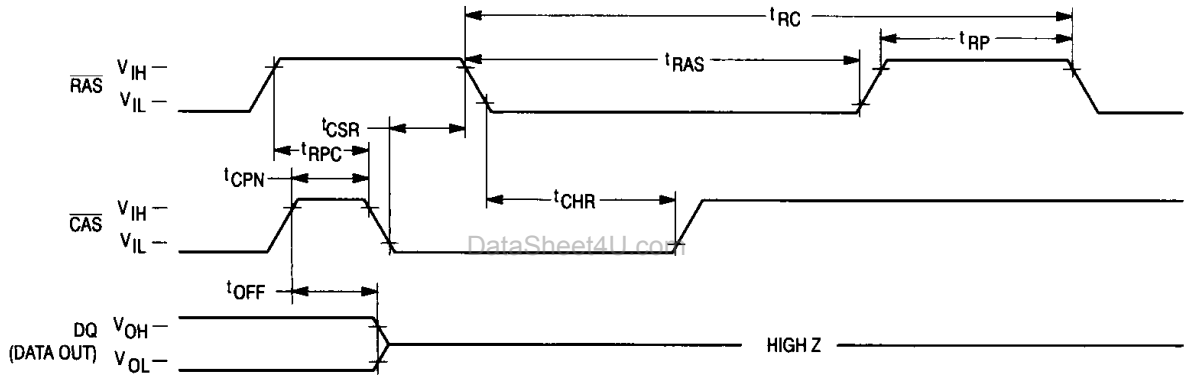 tRC
tRP
tRAS
RAS
VIH
VIL
tCSR
tRPC
tCPN
tCHR
CAS
VIH
VIL
DataSheet4U.com
tOFF
DQ
(DATA OUT)
VOH
VOL
HIGH Z